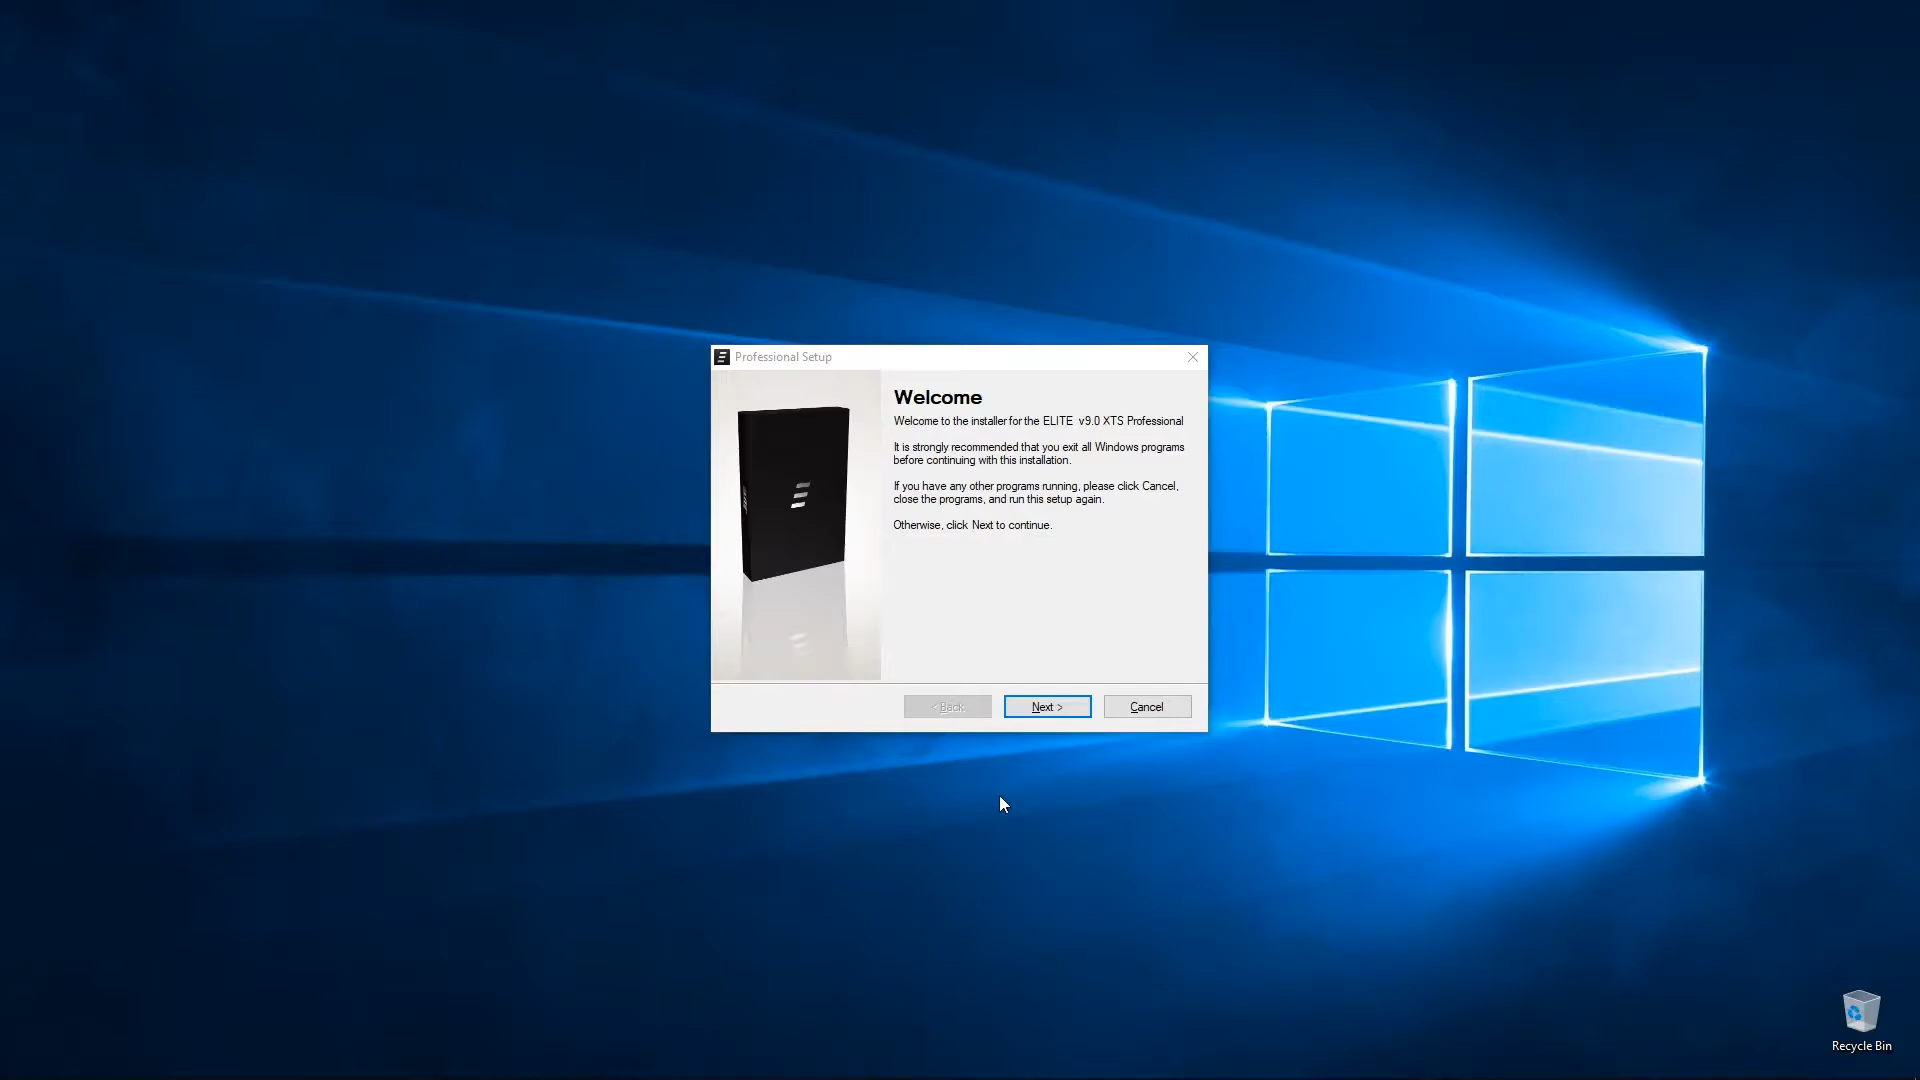 Professional Setup
Welcome
Welcome to the installer for the ELITE v9.0 XTS Professional
It is strongly recommended that you exit all Windows programs
before continuing with this installation.
If you have any other programs running, please click Cancel,
close the programs, and run this setup again.
Otherwise, click Next to continue.
< Back
Next >
Cancel
Recycle Bin